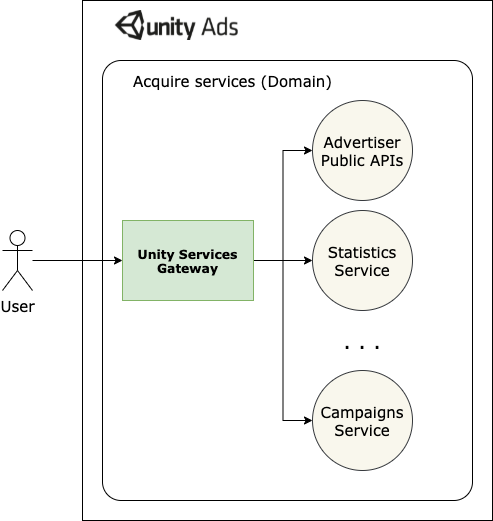 unity Ads
Acquire services (Domain)
Advertiser
Public APIs
Unity Services
Gateway
Statistics
Service
User
. . .
Campaigns
Service